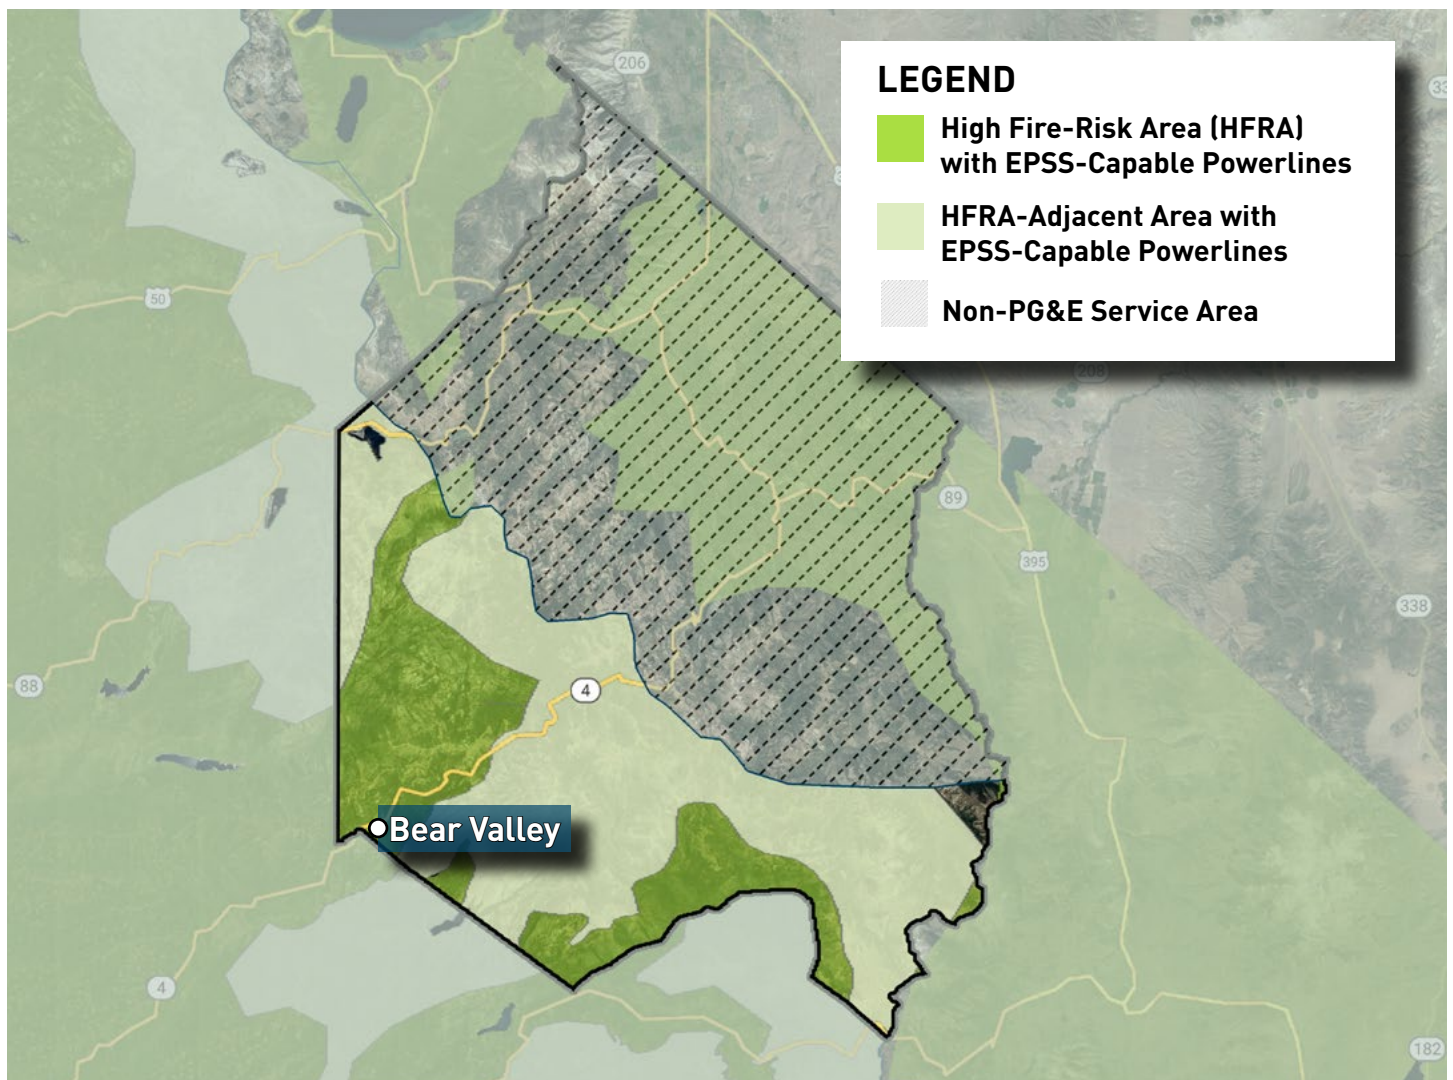 LEGEND
High Fire-Risk Area (HFRA)
with EPSS-Capable Powerlines
HFRA-Adjacent Area with
EPSS-Capable Powerlines
Non-PG&E Service Area
206
50
208
89
395
338
88
4
Bear Valley
4
182